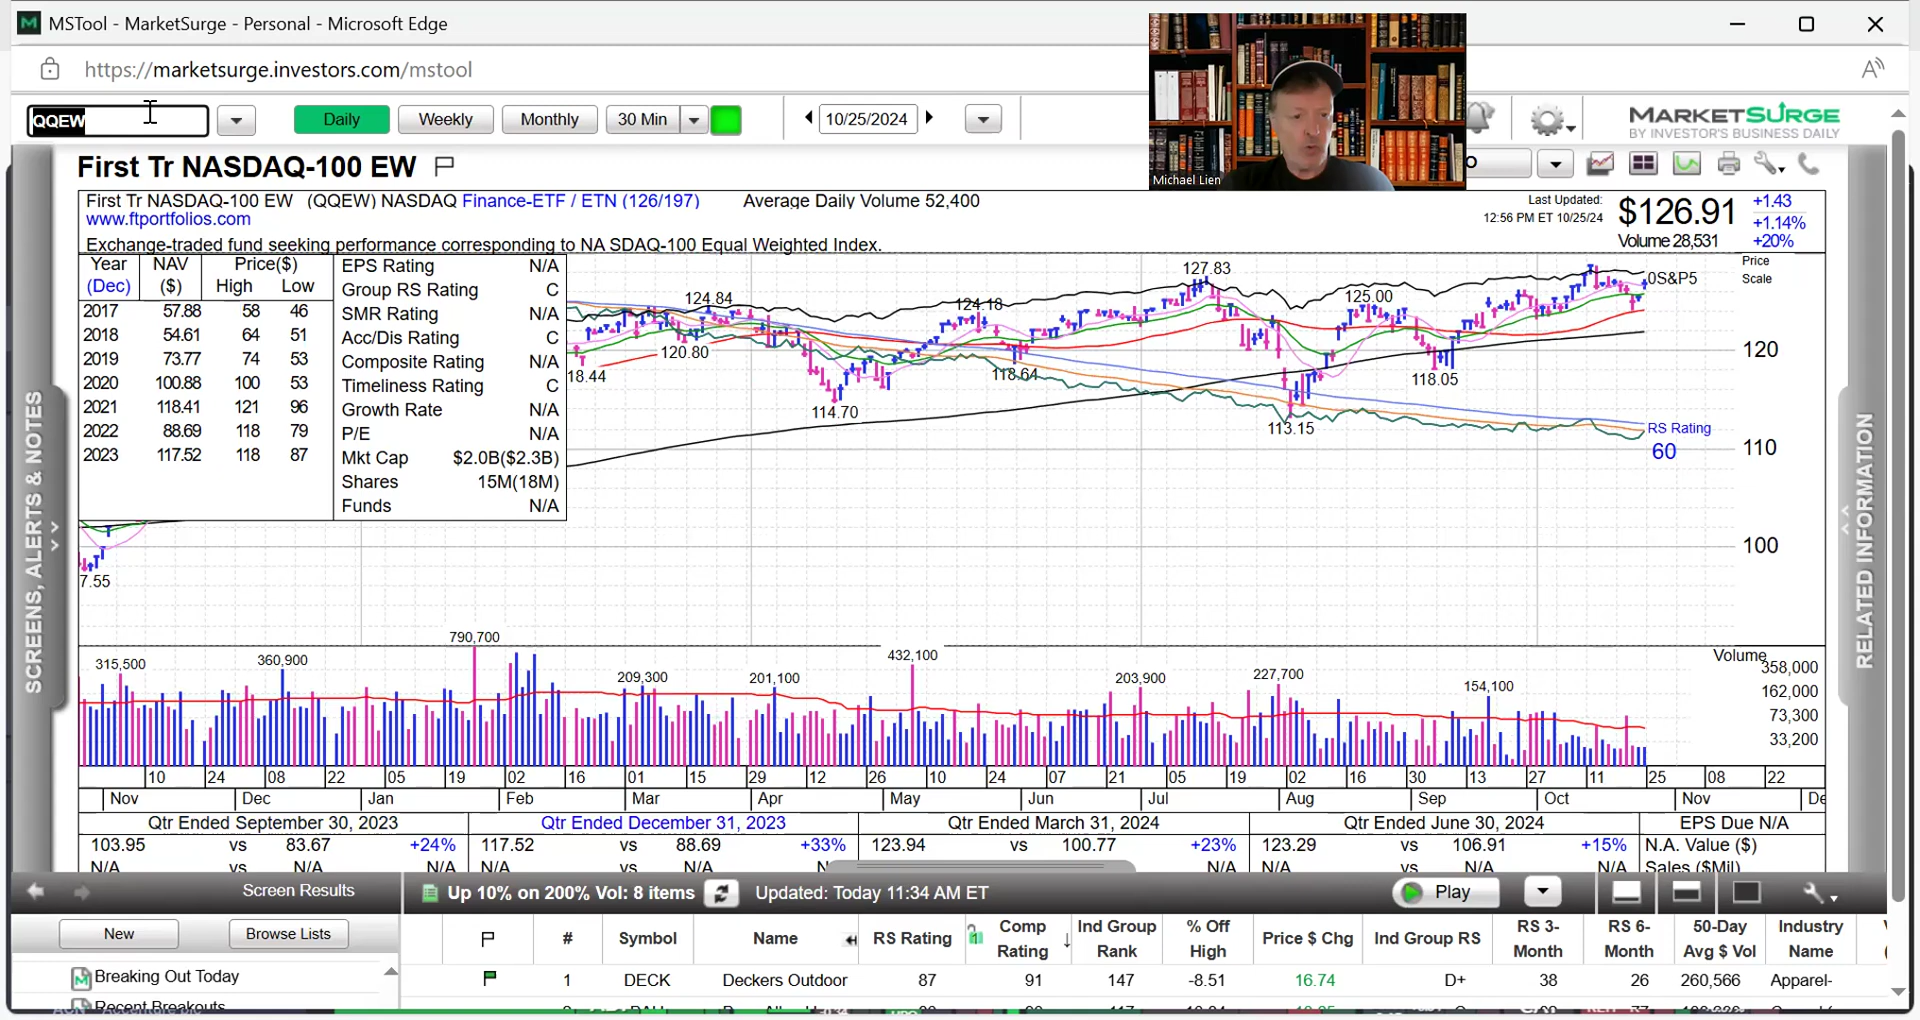 MSTool - MarketSurge - Personal - Microsoft Edge
https://marketsurge.investors.com/mstool
QQEW
Daily
Weekly
Monthly
30 Min
10/25/2024
MARKETSURGE
BY INVESTOR'S BUSINESS DAILY
Michael Lien
First Tr NASDAQ-100 EW
First Tr NASDAQ-100 EW (QQEW) NASDAQ Finance-ETF / ETN (126/197) Average Daily Volume 52,400
www.ftportfolios.com
Exchange-traded fund seeking performance corresponding to NA SDAQ-100 Equal Weighted Index.
Last Updated:
12:56 PM ET 10/25/24
$126.91
Volume 28,531
+1.43
+1.14%
+20%
Year NAV Price($)
(Dec) ($) High Low
2017 57.88 58 46
2018 54.61 64 51
2019 73.77 74 53
2020 100.88 100 53
2021 118.41 121 96
2022 88.69 118 79
2023 117.52 118 87
EPS Rating N/A
Group RS Rating C
SMR Rating N/A
Acc/Dis Rating C
Composite Rating N/A
Timeliness Rating C
Growth Rate N/A
P/E N/A
Mkt Cap $2.0B($2.3B)
Shares 15M(18M)
Funds N/A
Price
Scale
0S&P5
127.83
124.84
124.18
125.00
120.80
18.44
118.64
118.05
114.70
113.15
RS Rating
60
120
110
100
7.55
790,700
315,500
360,900
432,100
209,300
201,100
203,900
227,700
154,100
Volume
358,000
162,000
73,300
33,200
10 24 08 22 05 19 02 16 01 15 29 12 26 10 24 07 21 05 19 02 16 30 13 27 11 25 08 22
Nov Dec Jan Feb Mar Apr May Jun Jul Aug Sep Oct Nov De
Qtr Ended September 30, 2023 Qtr Ended December 31, 2023 Qtr Ended March 31, 2024 Qtr Ended June 30, 2024 EPS Due N/A
103.95 vs 83.67 +24% 117.52 vs 88.69 +33% 123.94 vs 100.77 +23% 123.29 vs 106.91 +15% N.A. Value ($)
N/A vs N/A N/A N/A vs N/A N/A vs N/A N/A N/A vs N/A N/A Sales ($Mil)
SCREENS, ALERTS & NOTES
RELATED INFORMATION
Screen Results
Up 10% on 200% Vol: 8 items
Updated: Today 11:34 AM ET
Play
New
Browse Lists
Breaking Out Today
Recent Breakouts
# Symbol Name RS Rating Comp Rating Ind Group Rank % Off High Price $ Chg Ind Group RS RS 3-Month RS 6-Month 50-Day Avg $ Vol Industry Name
1 DECK Deckers Outdoor 87 91 147 -8.51 16.74 D+ 38 26 260,566 Apparel-